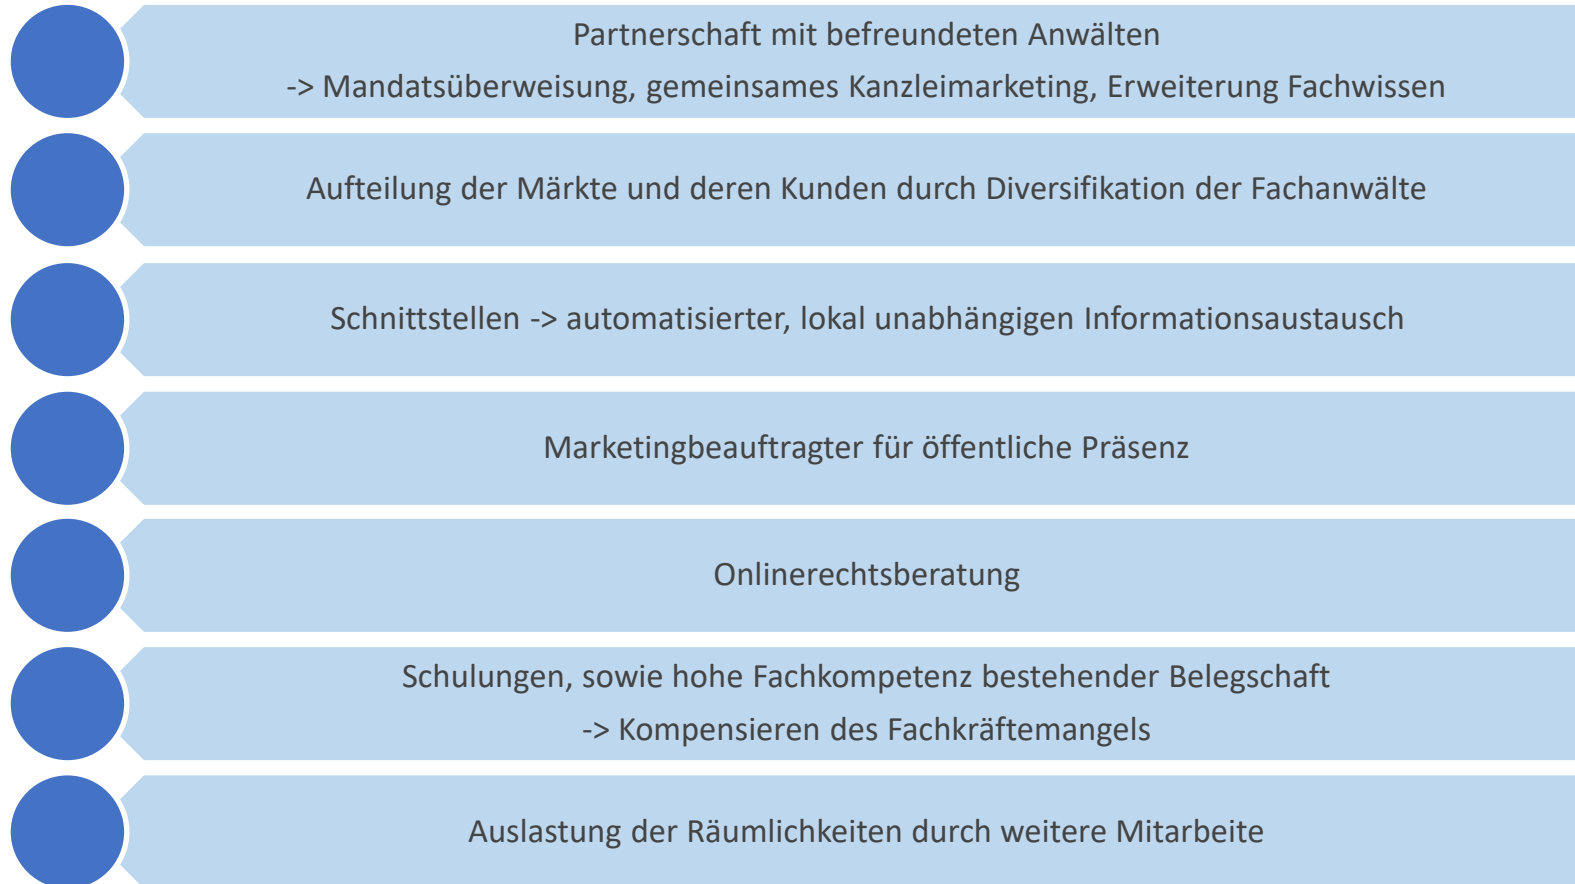 Partnerschaft mit befreundeten Anwälten
-> Mandatsüberweisung, gemeinsames Kanzleimarketing, Erweiterung Fachwissen
Aufteilung der Märkte und deren Kunden durch Diversifikation der Fachanwälte
Schnittstellen -> automatisierter, lokal unabhängigen Informationsaustausch
Marketingbeauftragter für öffentliche Präsenz
Onlinerechtsberatung
Schulungen, sowie hohe Fachkompetenz bestehender Belegschaft
-> Kompensieren des Fachkräftemangels
Auslastung der Räumlichkeiten durch weitere Mitarbeite